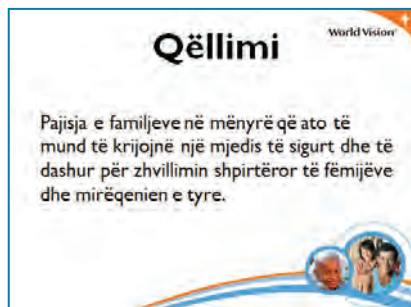 World Vision
Qëllimi
Pajisja e familjeve në mënyrë që ato të
mund të krijojnë një mjedis të sigurt dhe të
dashur për zhvillimin shpirtëror të fëmijëve
dhe mirëqenien e tyre.